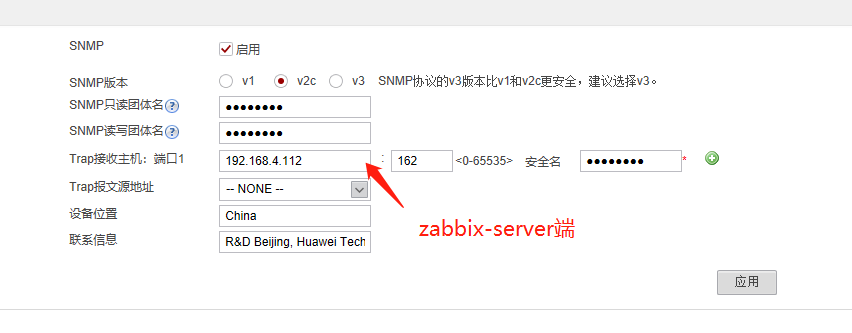 SNMP 启用
SNMP版本 v1 v2c v3 SNMP协议的v3版本比v1和v2c更安全，建议选择v3。
SNMP只读团体名 ? ●●●●●●●●
SNMP读写团体名 ? ●●●●●●●●
Trap接收主机：端口1 192.168.4.112 : 162 <0-65535> 安全名 ●●●●●●●● *
Trap报文源地址 -- NONE --
设备位置 China
zabbix-server端
联系信息 R&D Beijing, Huawei Tech
应用